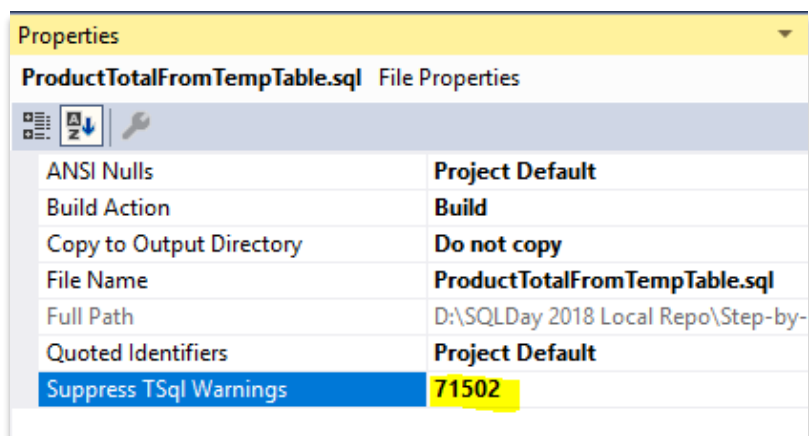 Properties
ProductTotalFromTempTable.sql File Properties
ANSI Nulls Project Default
Build Action Build
Copy to Output Directory Do not copy
File Name ProductTotalFromTempTable.sql
Full Path D:\SQLDay 2018 Local Repo\Step-by-
Quoted Identifiers Project Default
Suppress TSql Warnings 71502